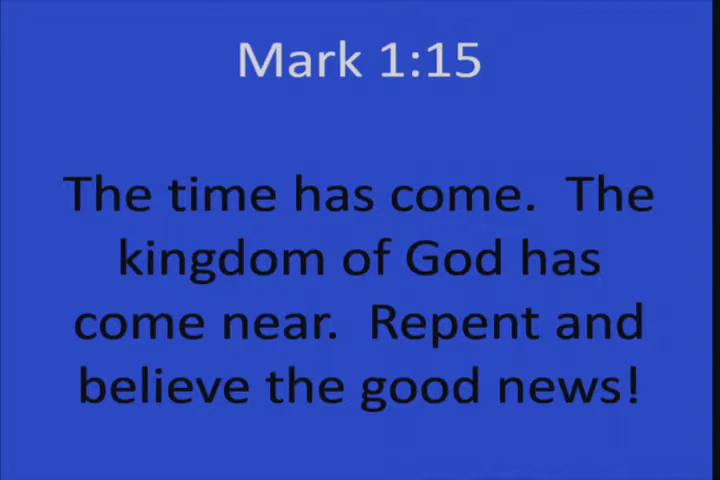 Mark 1:15
The time has come.  The
kingdom of God has
come near.  Repent and
believe the good news!